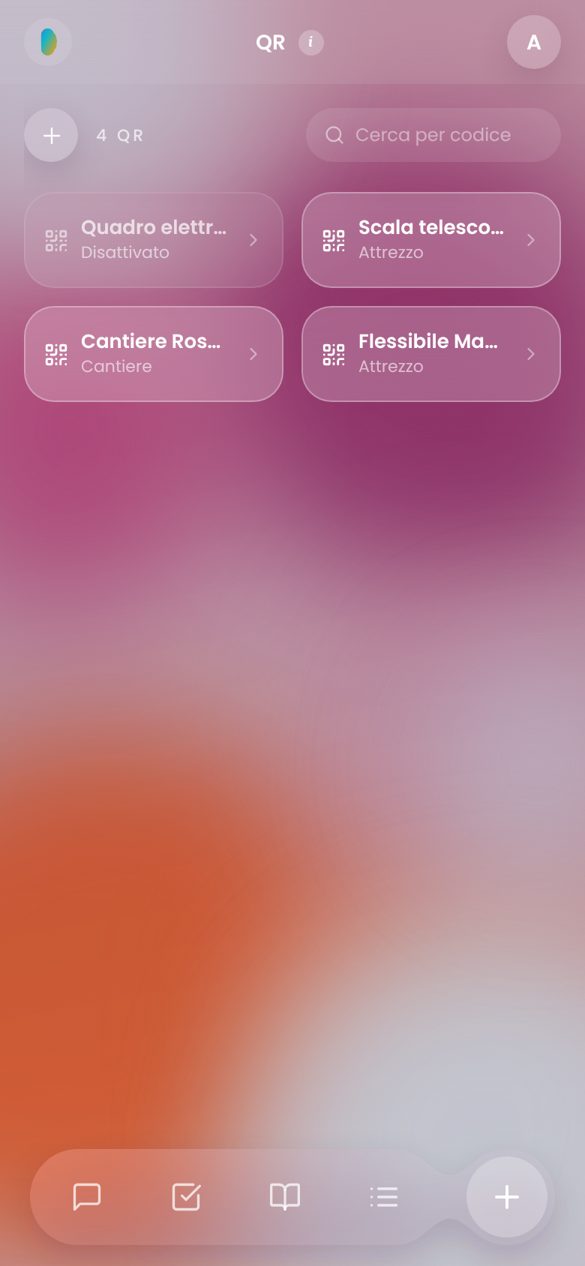 QR i
A
4 QR
Cerca per codice
Quadro elettr...
Disattivato
Scala telesco...
Attrezzo
Cantiere Ros...
Cantiere
Flessibile Ma...
Attrezzo